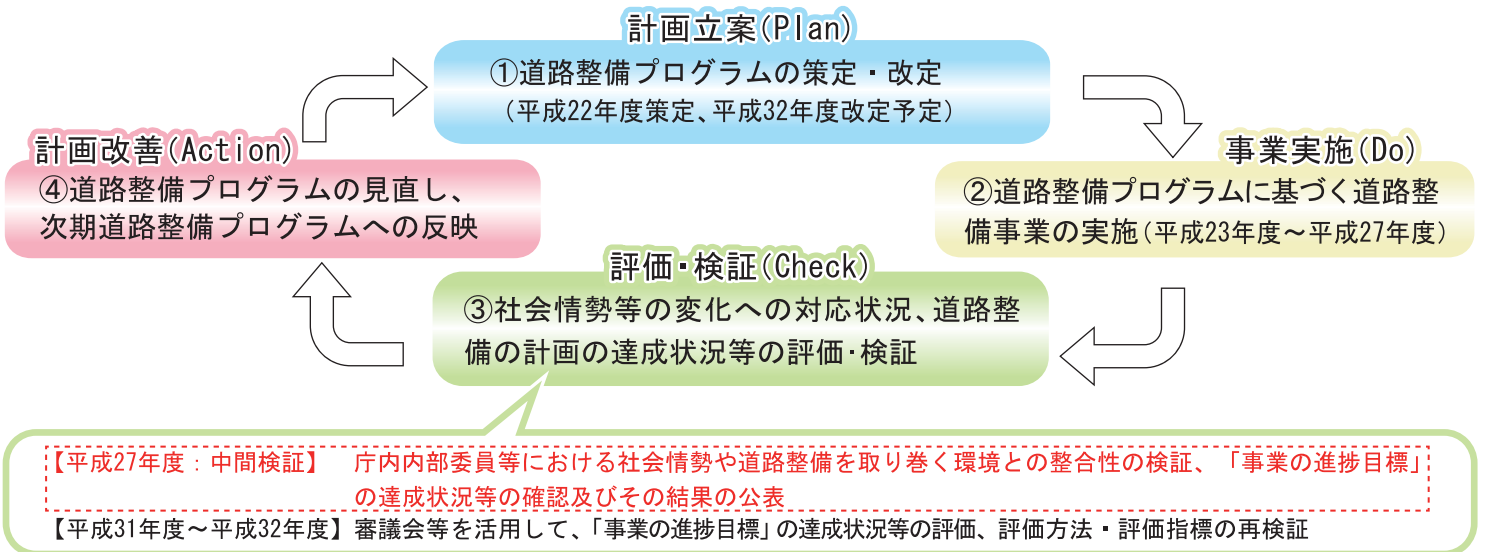 計画立案(Plan)
①道路整備プログラムの策定・改定
(平成22年度策定、平成32年度改定予定)
事業実施(Do)
②道路整備プログラムに基づく道路整
備事業の実施(平成23年度～平成27年度)
評価・検証(Check)
③社会情勢等の変化への対応状況、道路整
備の計画の達成状況等の評価・検証
計画改善(Action)
④道路整備プログラムの見直し、
次期道路整備プログラムへの反映
【平成27年度：中間検証】　庁内内部委員等における社会情勢や道路整備を取り巻く環境との整合性の検証、「事業の進捗目標」
の達成状況等の確認及びその結果の公表
【平成31年度～平成32年度】審議会等を活用して、「事業の進捗目標」の達成状況等の評価、評価方法・評価指標の再検証